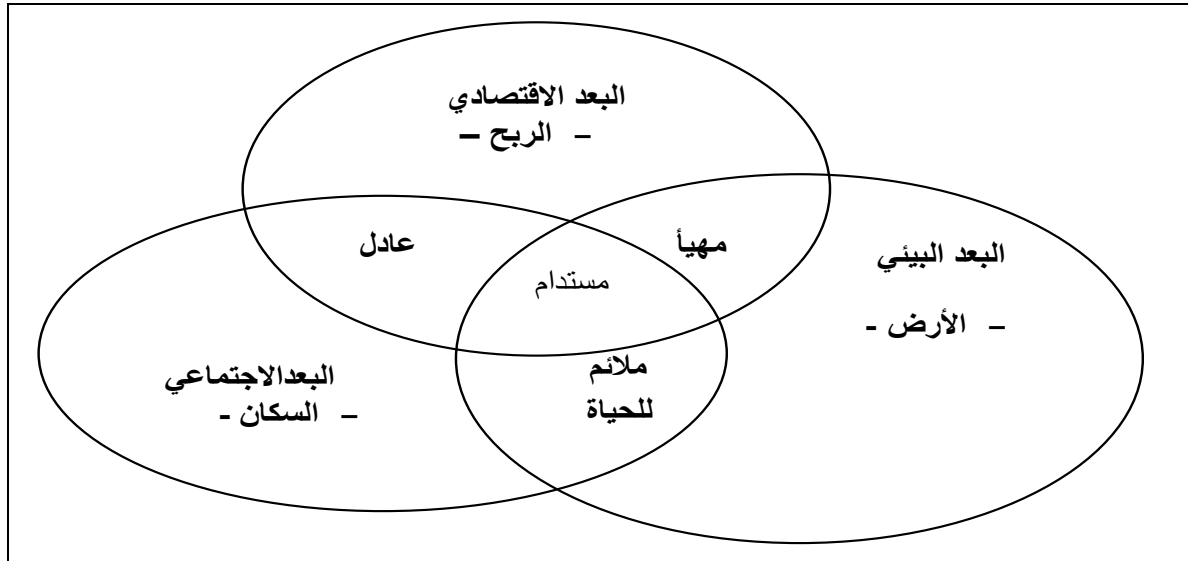 البعد الاقتصادي
– الربح –
عادل
مهيأ
البعد البيئي
– الأرض -
مستدام
ملائم
للحياة
البعدالاجتماعي
– السكان -